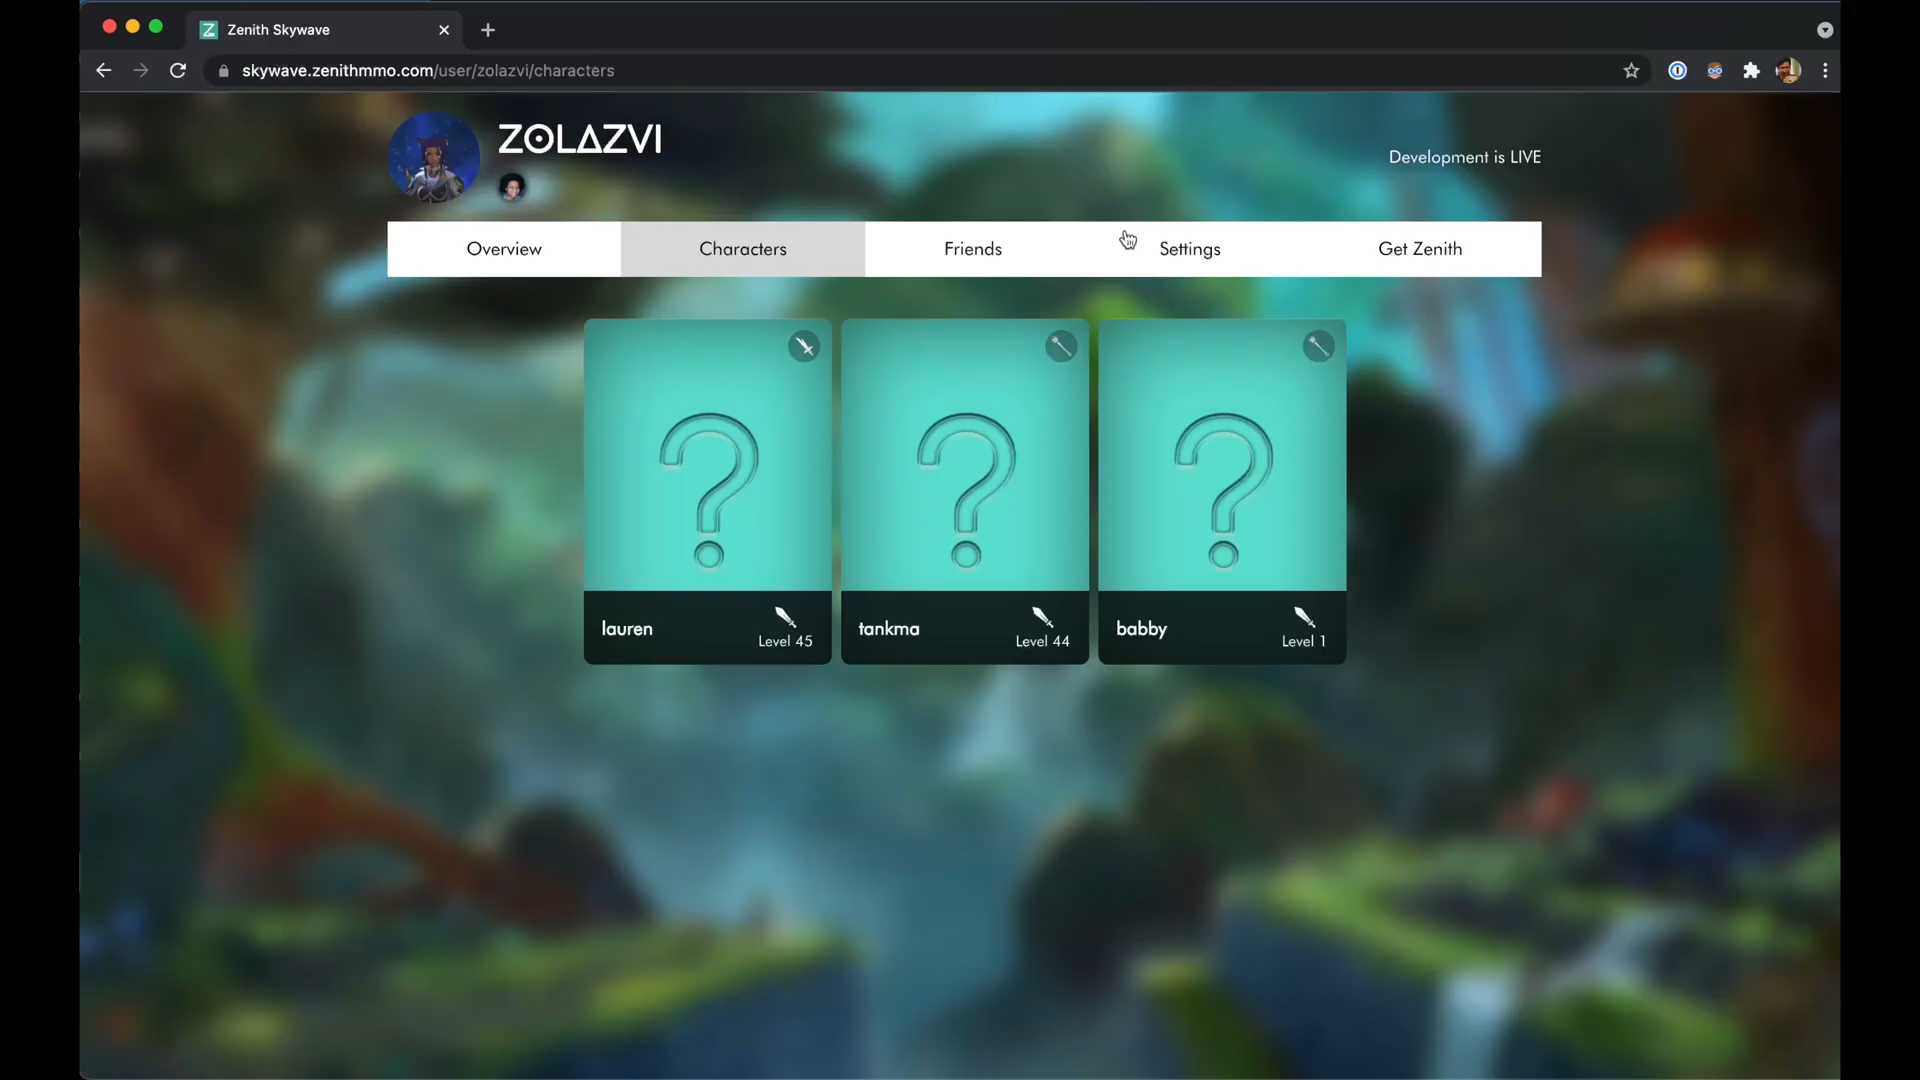 Zenith Skywave
skywave.zenithmmo.com/user/zolazvi/characters
ZOLAZVI
Development is LIVE
Overview
Characters
Friends
Settings
Get Zenith
lauren
Level 45
tankma
Level 44
babby
Level 1